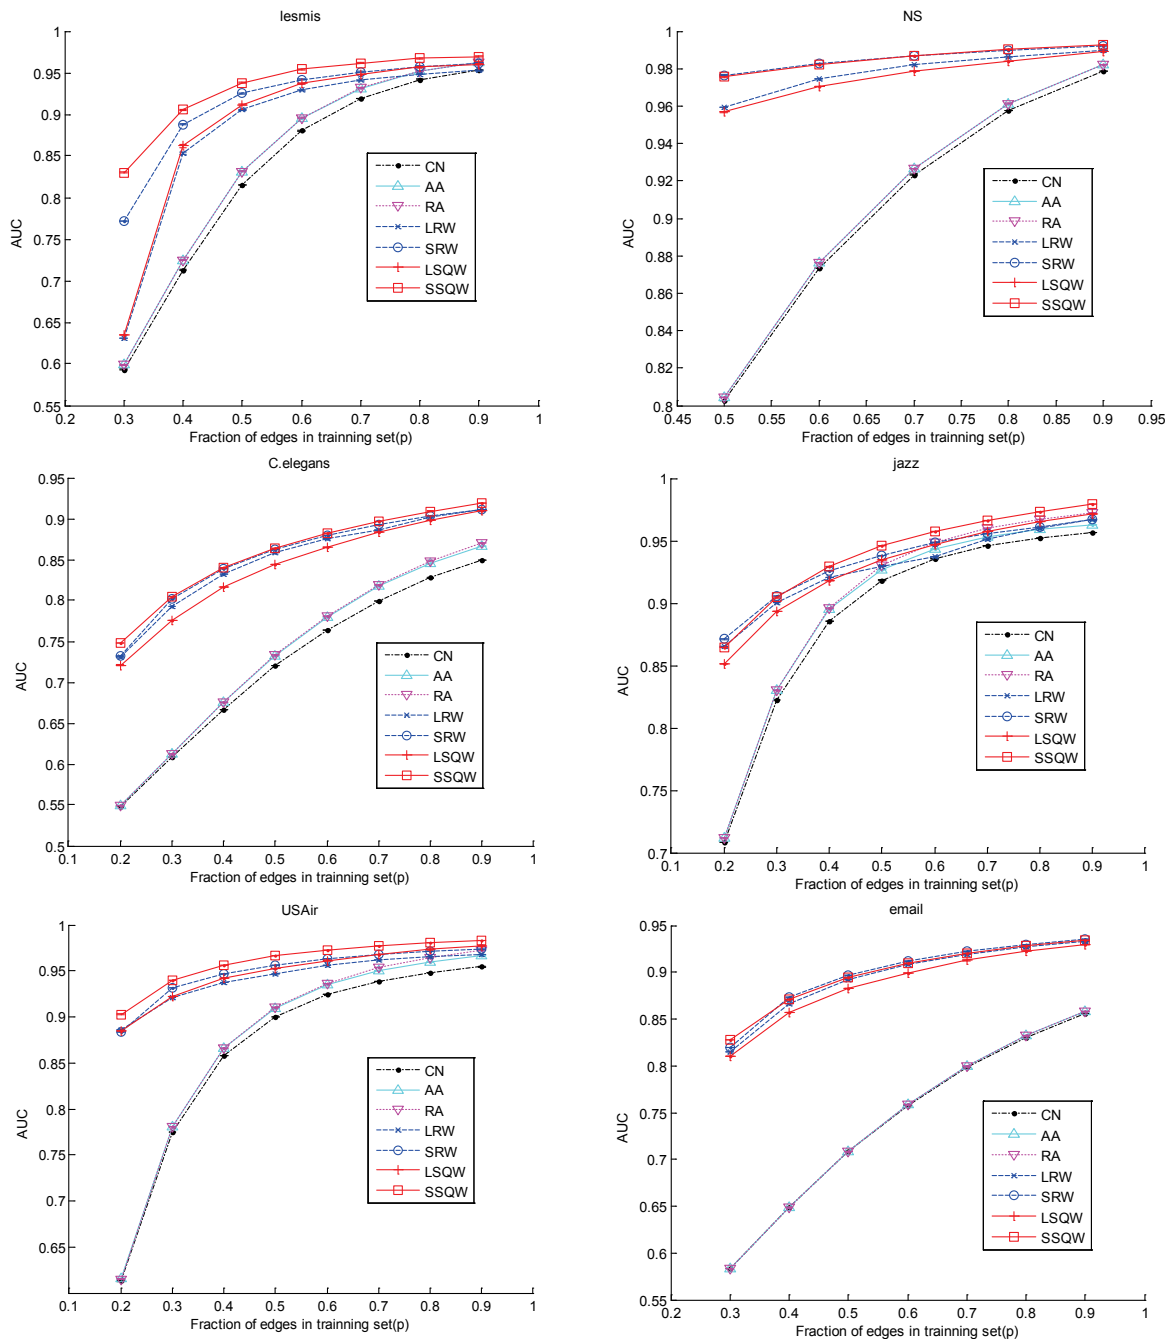 lesmis
1
0.95
0.9
0.85
0.8
0.75
0.7
0.65
0.6
0.55
AUC
0.2 0.3 0.4 0.5 0.6 0.7 0.8 0.9 1
Fraction of edges in trainning set(p)
CN
AA
RA
LRW
SRW
LSQW
SSQW
NS
1
0.98
0.96
0.94
0.92
0.9
0.88
0.86
0.84
0.82
0.8
AUC
0.45 0.5 0.55 0.6 0.65 0.7 0.75 0.8 0.85 0.9 0.95
Fraction of edges in trainning set(p)
CN
AA
RA
LRW
SRW
LSQW
SSQW
C.elegans
0.95
0.9
0.85
0.8
0.75
0.7
0.65
0.6
0.55
0.5
AUC
0.1 0.2 0.3 0.4 0.5 0.6 0.7 0.8 0.9 1
Fraction of edges in trainning set(p)
CN
AA
RA
LRW
SRW
LSQW
SSQW
jazz
1
0.95
0.9
0.85
0.8
0.75
0.7
AUC
0.1 0.2 0.3 0.4 0.5 0.6 0.7 0.8 0.9 1
Fraction of edges in trainning set(p)
CN
AA
RA
LRW
SRW
LSQW
SSQW
USAir
1
0.95
0.9
0.85
0.8
0.75
0.7
0.65
AUC
0.1 0.2 0.3 0.4 0.5 0.6 0.7 0.8 0.9 1
Fraction of edges in trainning set(p)
CN
AA
RA
LRW
SRW
LSQW
SSQW
email
0.95
0.9
0.85
0.8
0.75
0.7
0.65
0.6
0.55
AUC
0.2 0.3 0.4 0.5 0.6 0.7 0.8 0.9 1
Fraction of edges in trainning set(p)
CN
AA
RA
LRW
SRW
LSQW
SSQW